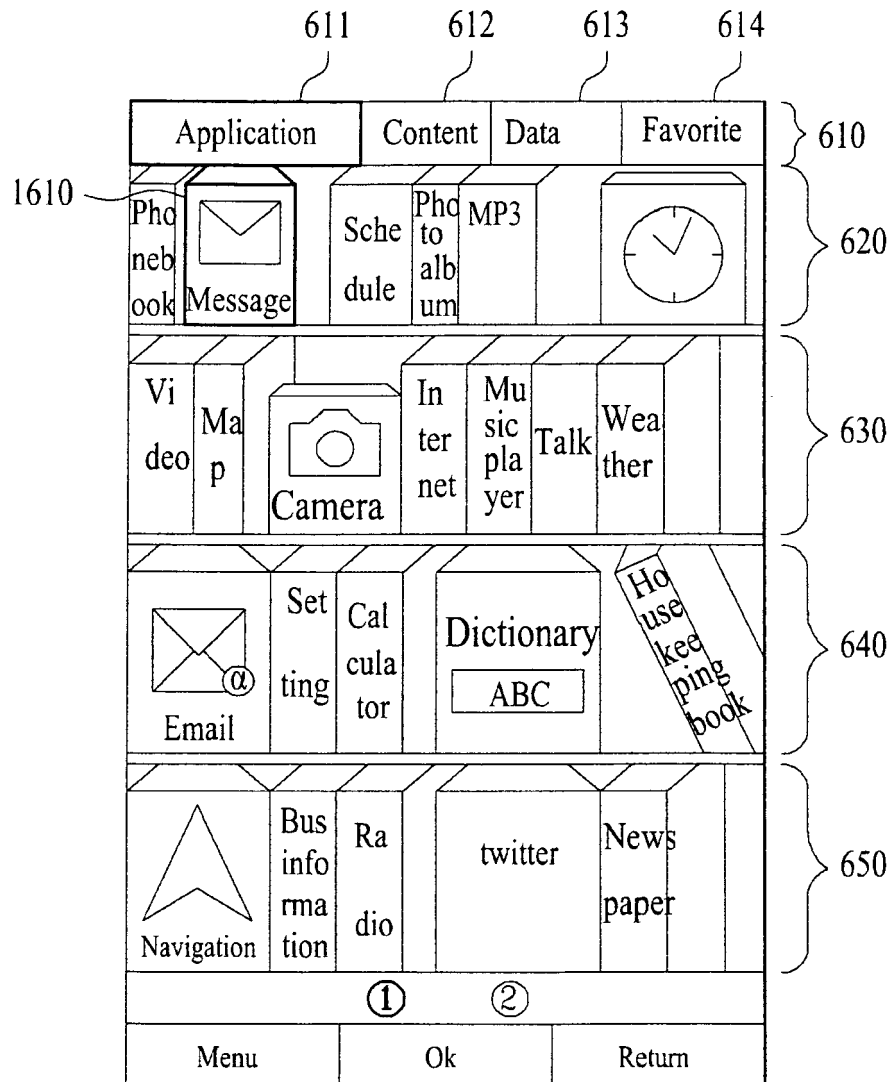 611 612 613 614
Application Content Data Favorite 610
1610
Pho
neb
ook
Message
Sche
dule
Pho
to
alb
um
MP3
620
Vi
deo
Ma
p
Camera
In
ter
net
Mu
sic
pla
yer
Talk
Wea
ther
630
α
Email
Set
ting
Cal
cula
tor
Dictionary
ABC
Ho
use
kee
ping
book
640
Navigation
Bus
info
rma
tion
Ra
dio
twitter
News
paper
650
① ②
Menu Ok Return